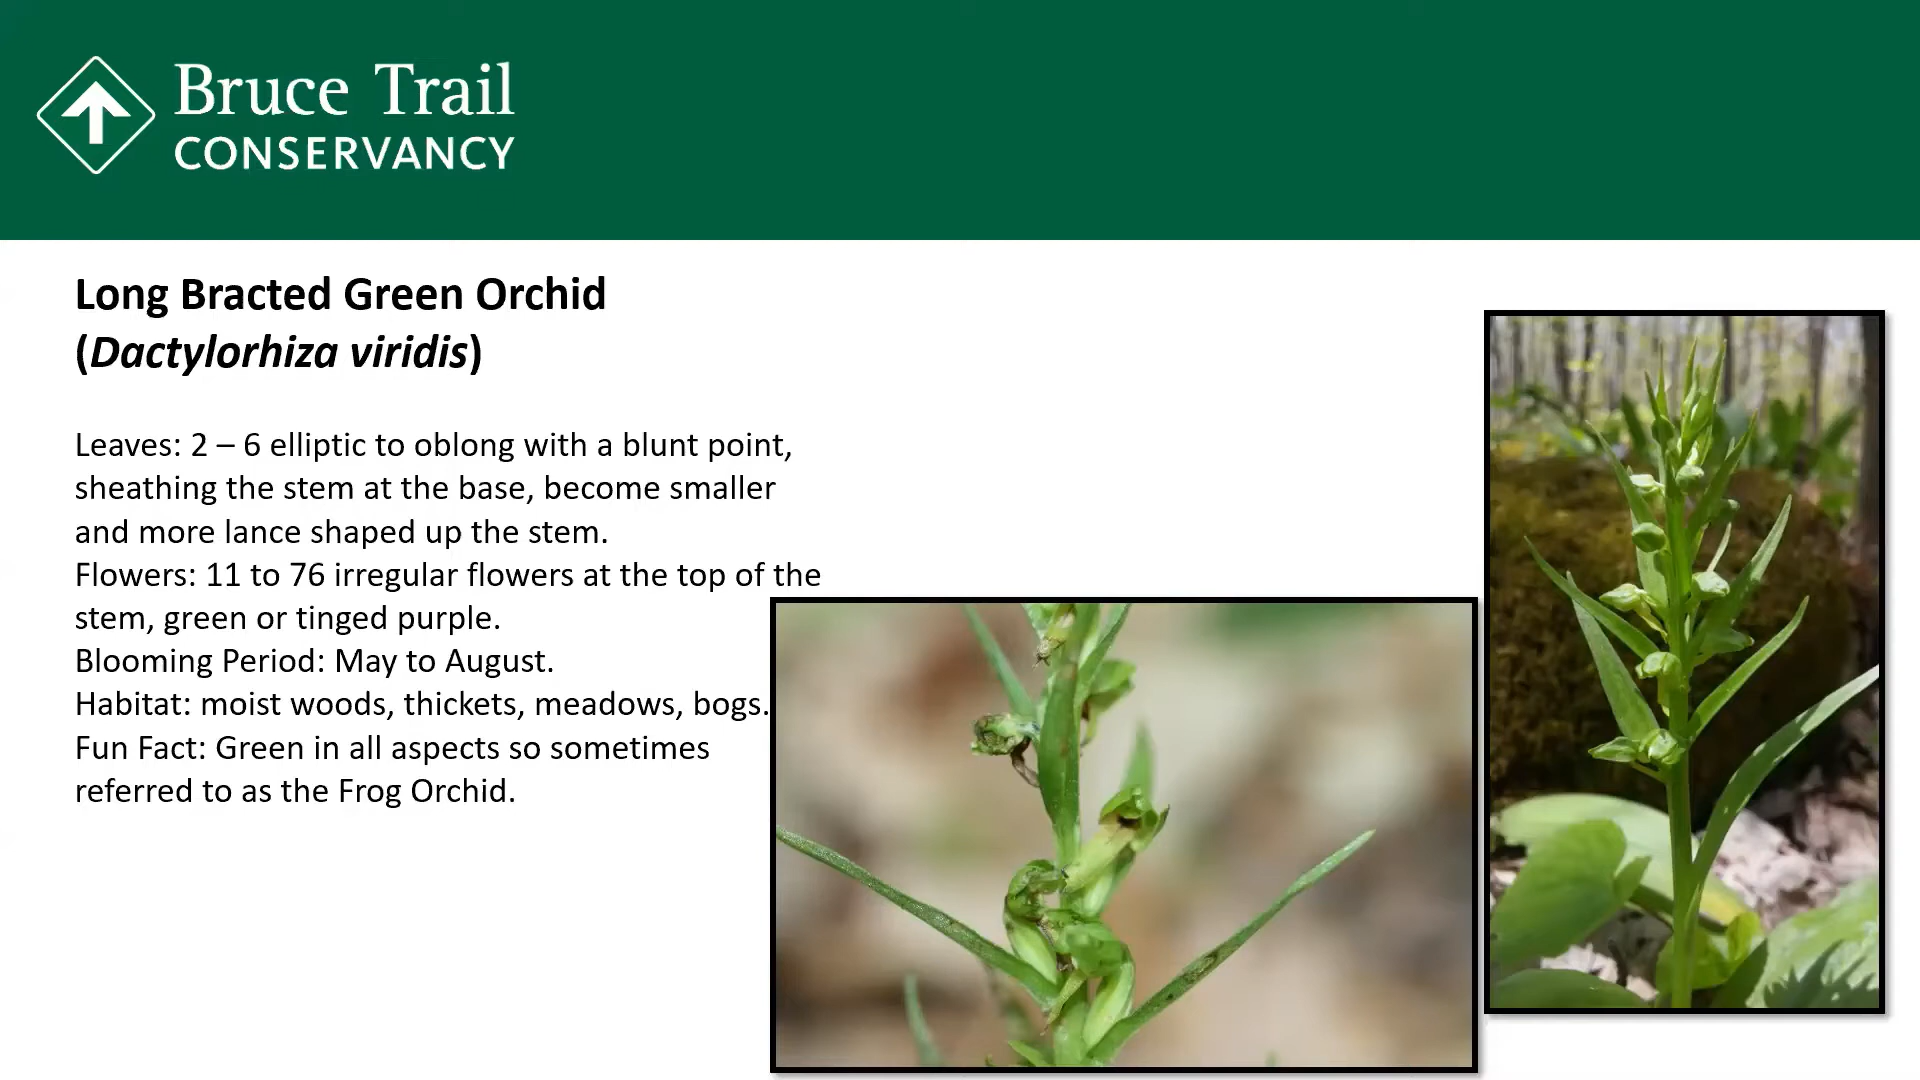 Bruce Trail
CONSERVANCY
Long Bracted Green Orchid
(Dactylorhiza viridis)
Leaves: 2 – 6 elliptic to oblong with a blunt point,
sheathing the stem at the base, become smaller
and more lance shaped up the stem.
Flowers: 11 to 76 irregular flowers at the top of the
stem, green or tinged purple.
Blooming Period: May to August.
Habitat: moist woods, thickets, meadows, bogs.
Fun Fact: Green in all aspects so sometimes
referred to as the Frog Orchid.